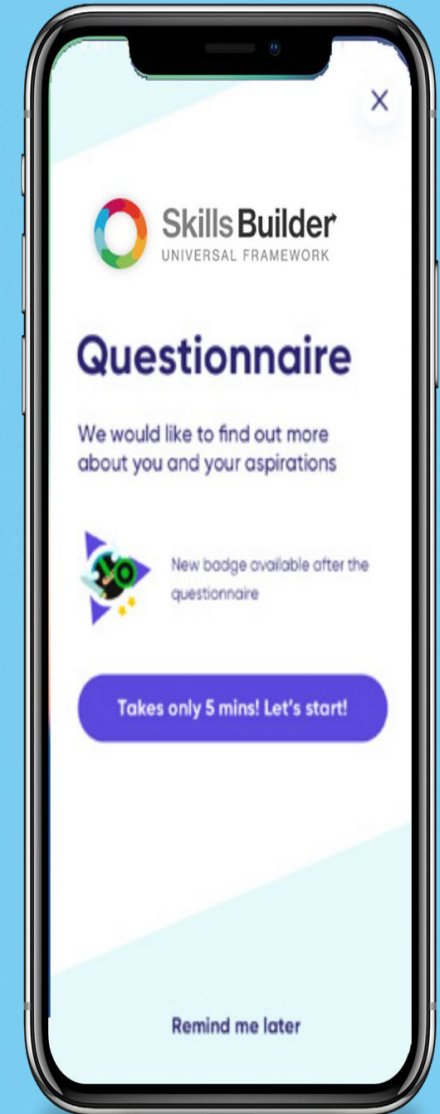 X
Skills Builder
UNIVERSAL FRAMEWORK
Questionnaire
We would like to find out more
about you and your aspirations
New badge available after the
questionnaire
Takes only 5 mins! Let's start!
Remind me later